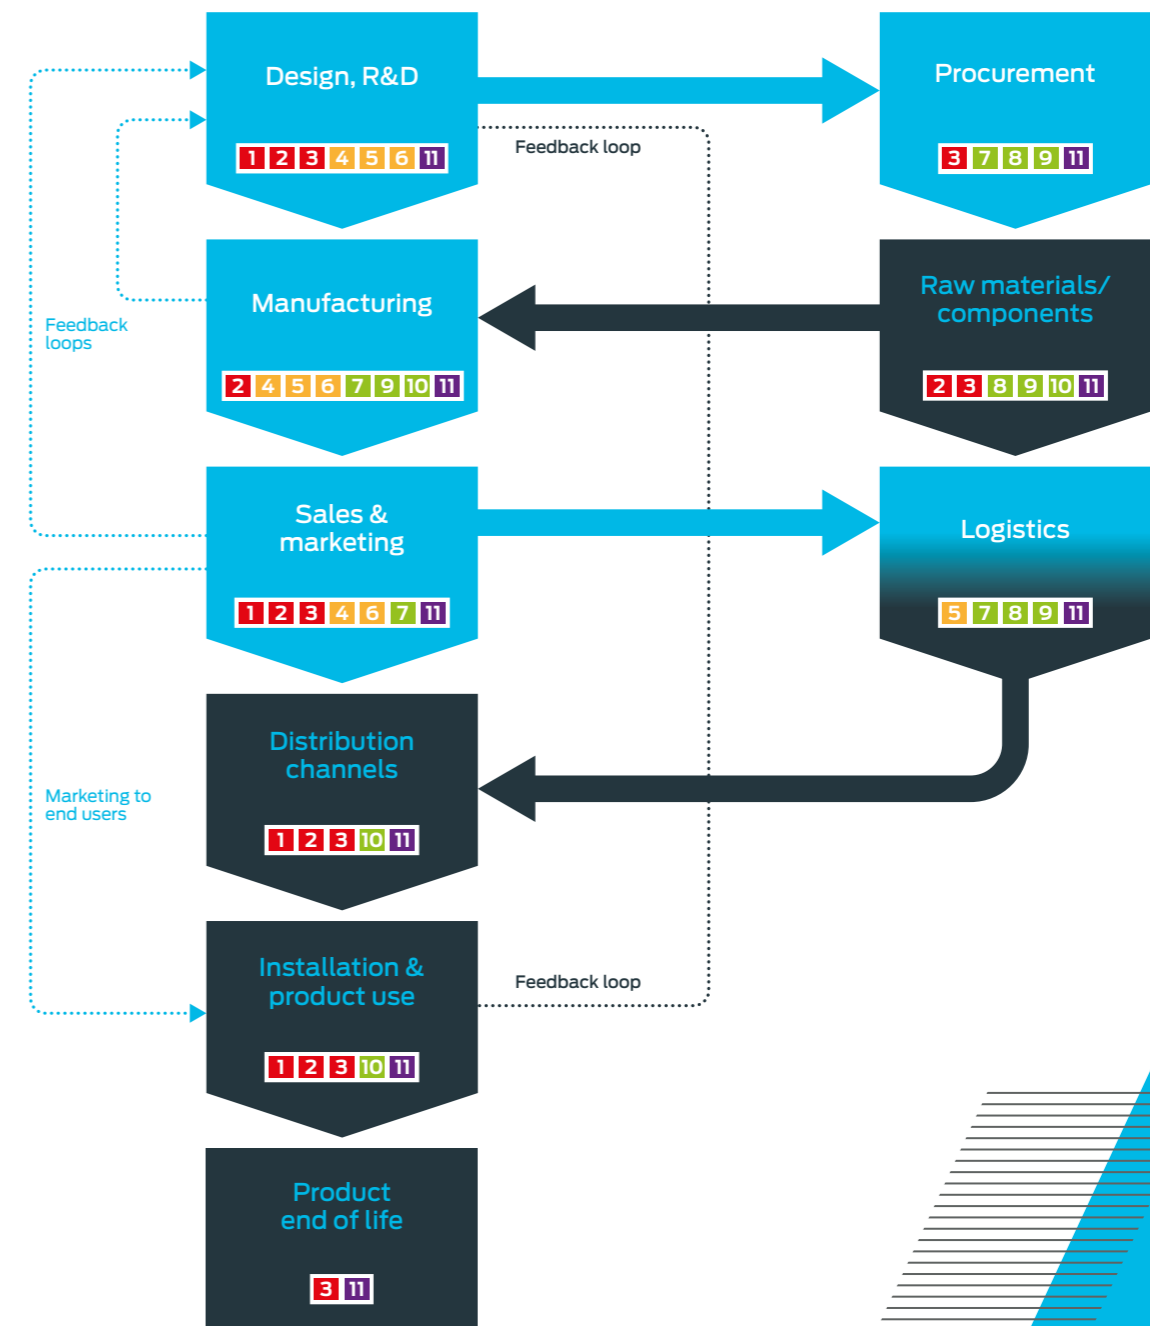 Design, R&D
1 2 3 4 5 6 11
Procurement
3 7 8 9 11
Feedback loop
Manufacturing
2 4 5 6 7 9 10 11
Raw materials/
components
2 3 8 9 10 11
Feedback
loops
Sales &
marketing
1 2 3 4 6 7 11
Logistics
5 7 8 9 11
Distribution
channels
1 2 3 10 11
Marketing to
end users
Installation &
product use
1 2 3 10 11
Feedback loop
Product
end of life
3 11